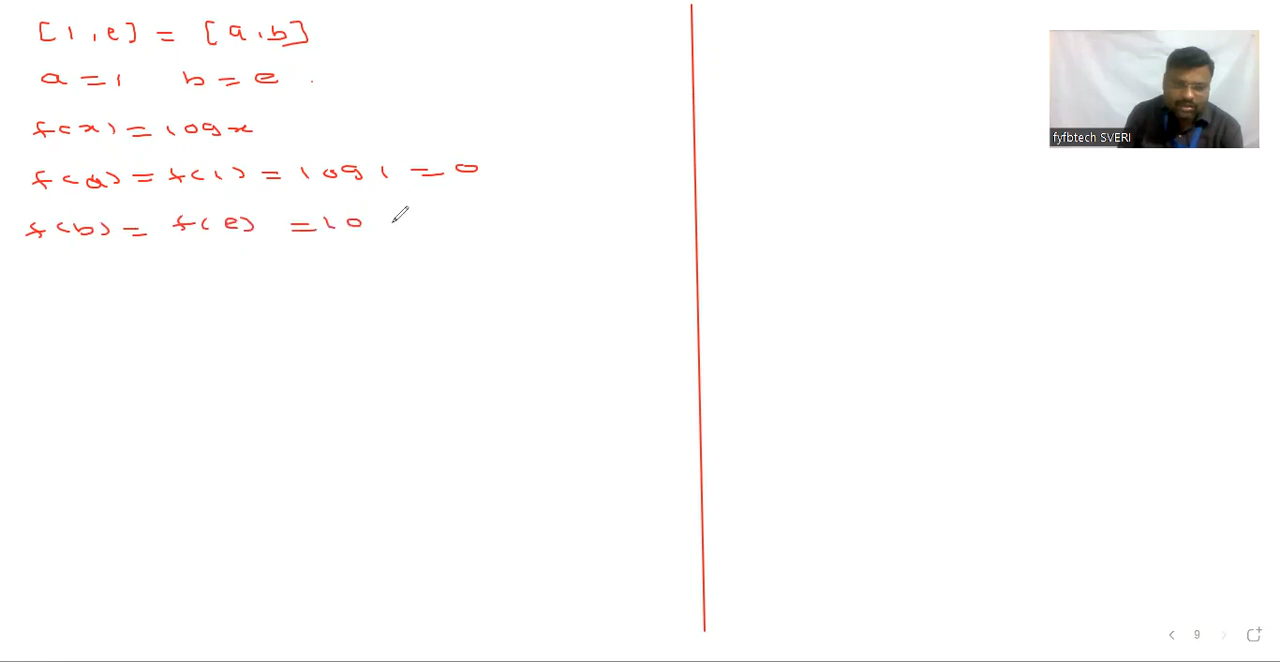 [1, e] = [a, b]
a = 1 b = e .
f(x) = log x
f(a) = f(1) = log 1 = 0
f(b) = f(e) = lo
fyfbtech SVERI
< 9 >